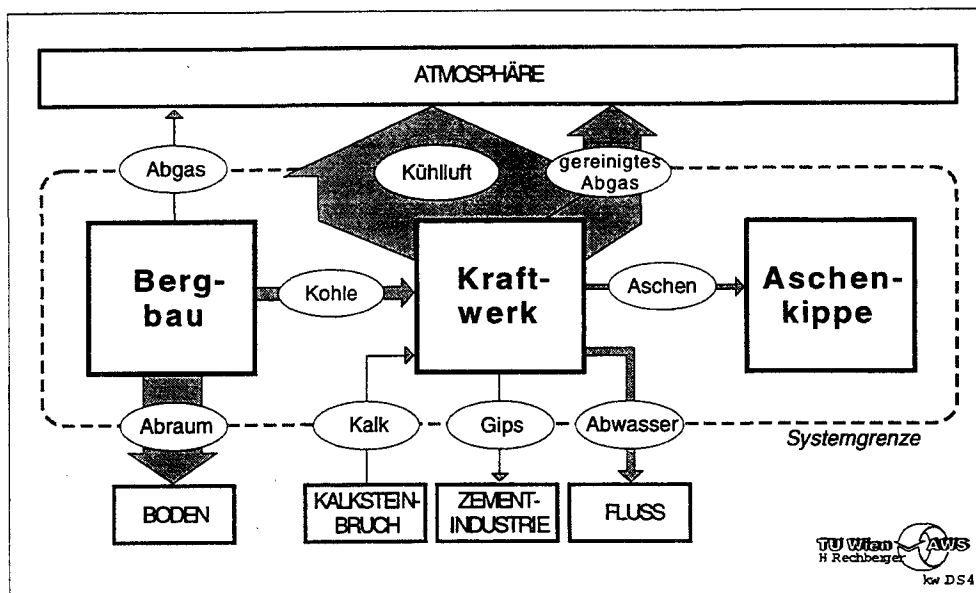 ATMOSPHÄRE
Abgas
Kühlluft
gereinigtes
Abgas
Berg-
bau
Kohle
Kraft-
werk
Aschen
Aschen-
kippe
Abraum
Kalk
Gips
Abwasser
Systemgrenze
BODEN
KALKSTEIN-
BRUCH
ZEMENT-
INDUSTRIE
FLUSS
TU Wien AWS
H Rechberger
kw DS4